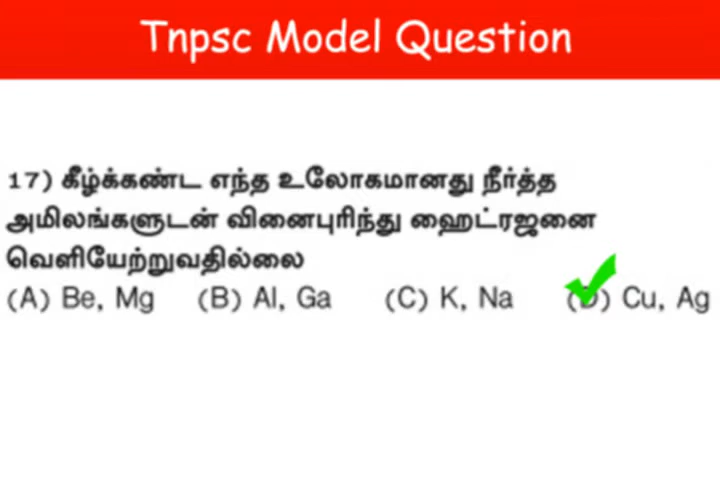 Tnpsc Model Question
17) கீழ்க்கண்ட எந்த உலோகமானது நீர்த்த
அமிலங்களுடன் வினைபுரிந்து ஹைட்ரஜனை
வெளியேற்றுவதில்லை
(A) Be, Mg (B) Al, Ga (C) K, Na (D) Cu, Ag